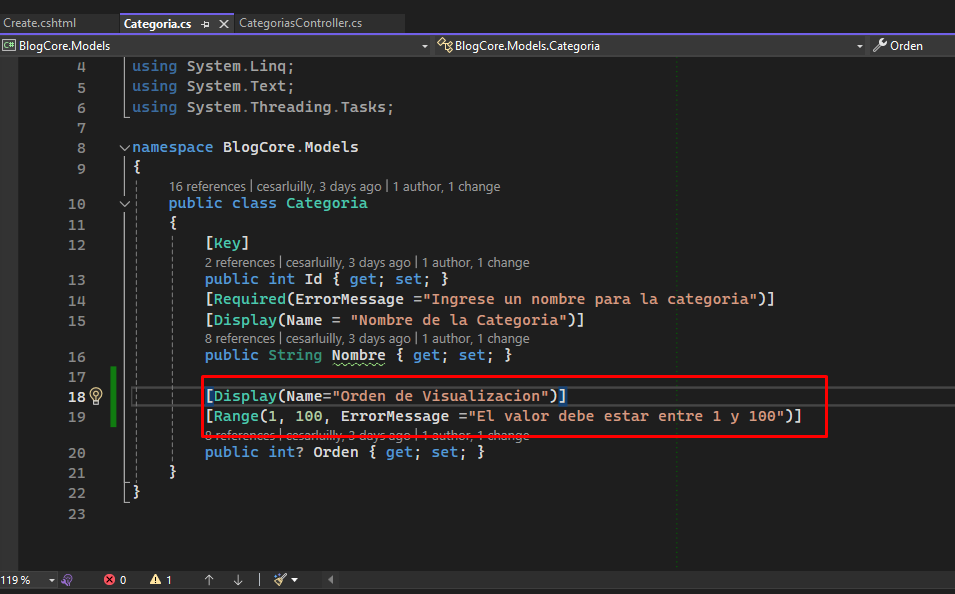 Create.cshtml Categoria.cs CategoriasController.cs
BlogCore.Models BlogCore.Models.Categoria Orden
4 using System.Linq;
5 using System.Text;
6 using System.Threading.Tasks;
7
8 namespace BlogCore.Models
9 {
16 references | cesarluilly, 3 days ago | 1 author, 1 change
10 public class Categoria
11 {
12 [Key]
2 references | cesarluilly, 3 days ago | 1 author, 1 change
13 public int Id { get; set; }
14 [Required(ErrorMessage ="Ingrese un nombre para la categoria")]
15 [Display(Name = "Nombre de la Categoria")]
8 references | cesarluilly, 3 days ago | 1 author, 1 change
16 public String Nombre { get; set; }
17
18 [Display(Name="Orden de Visualizacion")]
19 [Range(1, 100, ErrorMessage ="El valor debe estar entre 1 y 100")]
8 references | cesarluilly, 3 days ago | 1 author, 1 change
20 public int? Orden { get; set; }
21 }
22 }
23
119 % 0 1